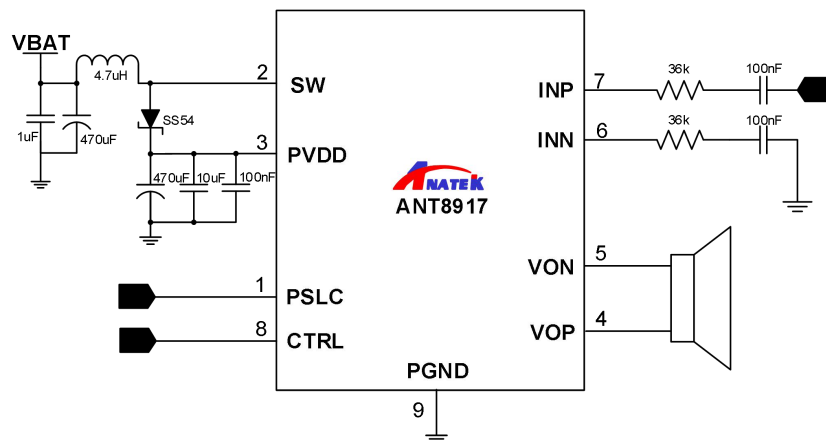 VBAT
4.7uH
1uF
470uF
SS54
470uF
10uF
100nF
2
SW
3
PVDD
1
PSLC
8
CTRL
ANATEK
ANT8917
PGND
9
INP
7
36k
100nF
INN
6
36k
100nF
VON
5
VOP
4